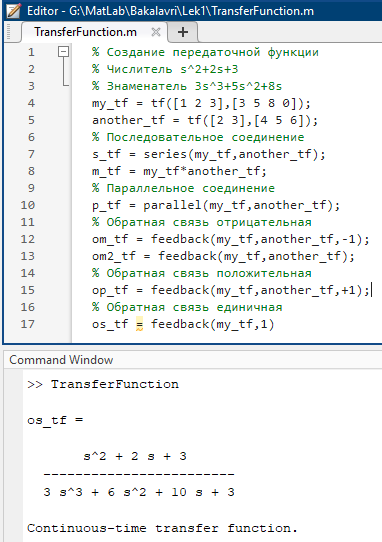 Editor - G:\MatLab\Bakalavri\Lek1\TransferFunction.m
TransferFunction.m × +
1 % Создание передаточной функции
2 % Числитель s^2+2s+3
3 % Знаменатель 3s^3+5s^2+8s
4 my_tf = tf([1 2 3],[3 5 8 0]);
5 another_tf = tf([2 3],[4 5 6]);
6 % Последовательное соединение
7 s_tf = series(my_tf,another_tf);
8 m_tf = my_tf*another_tf;
9 % Параллельное соединение
10 p_tf = parallel(my_tf,another_tf);
11 % Обратная связь отрицательная
12 om_tf = feedback(my_tf,another_tf,-1);
13 om2_tf = feedback(my_tf,another_tf);
14 % Обратная связь положительная
15 op_tf = feedback(my_tf,another_tf,+1);
16 % Обратная связь единичная
17 os_tf = feedback(my_tf,1)
Command Window
>> TransferFunction
os_tf =
s^2 + 2 s + 3
-------------------------
3 s^3 + 6 s^2 + 10 s + 3
Continuous-time transfer function.